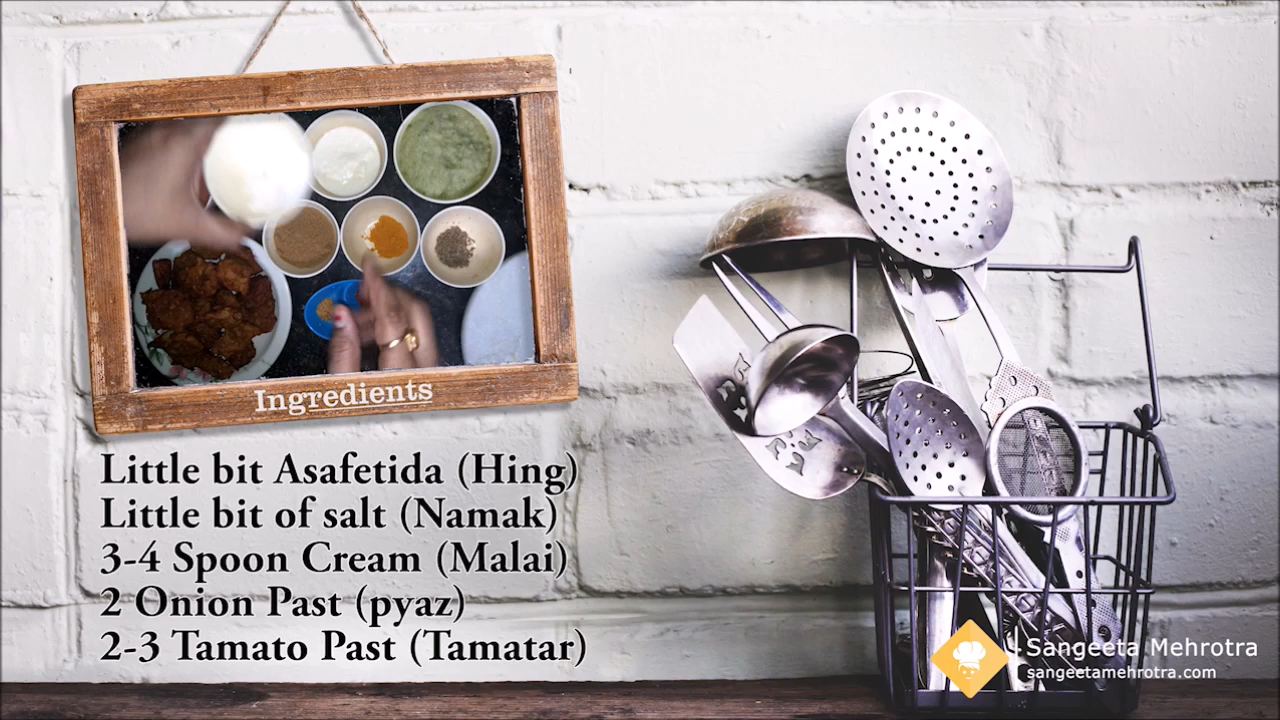 Ingredients
Little bit Asafetida (Hing)
Little bit of salt (Namak)
3-4 Spoon Cream (Malai)
2 Onion Past (pyaz)
2-3 Tamato Past (Tamatar)
Sangeeta Mehrotra
sangeetamehrotra.com